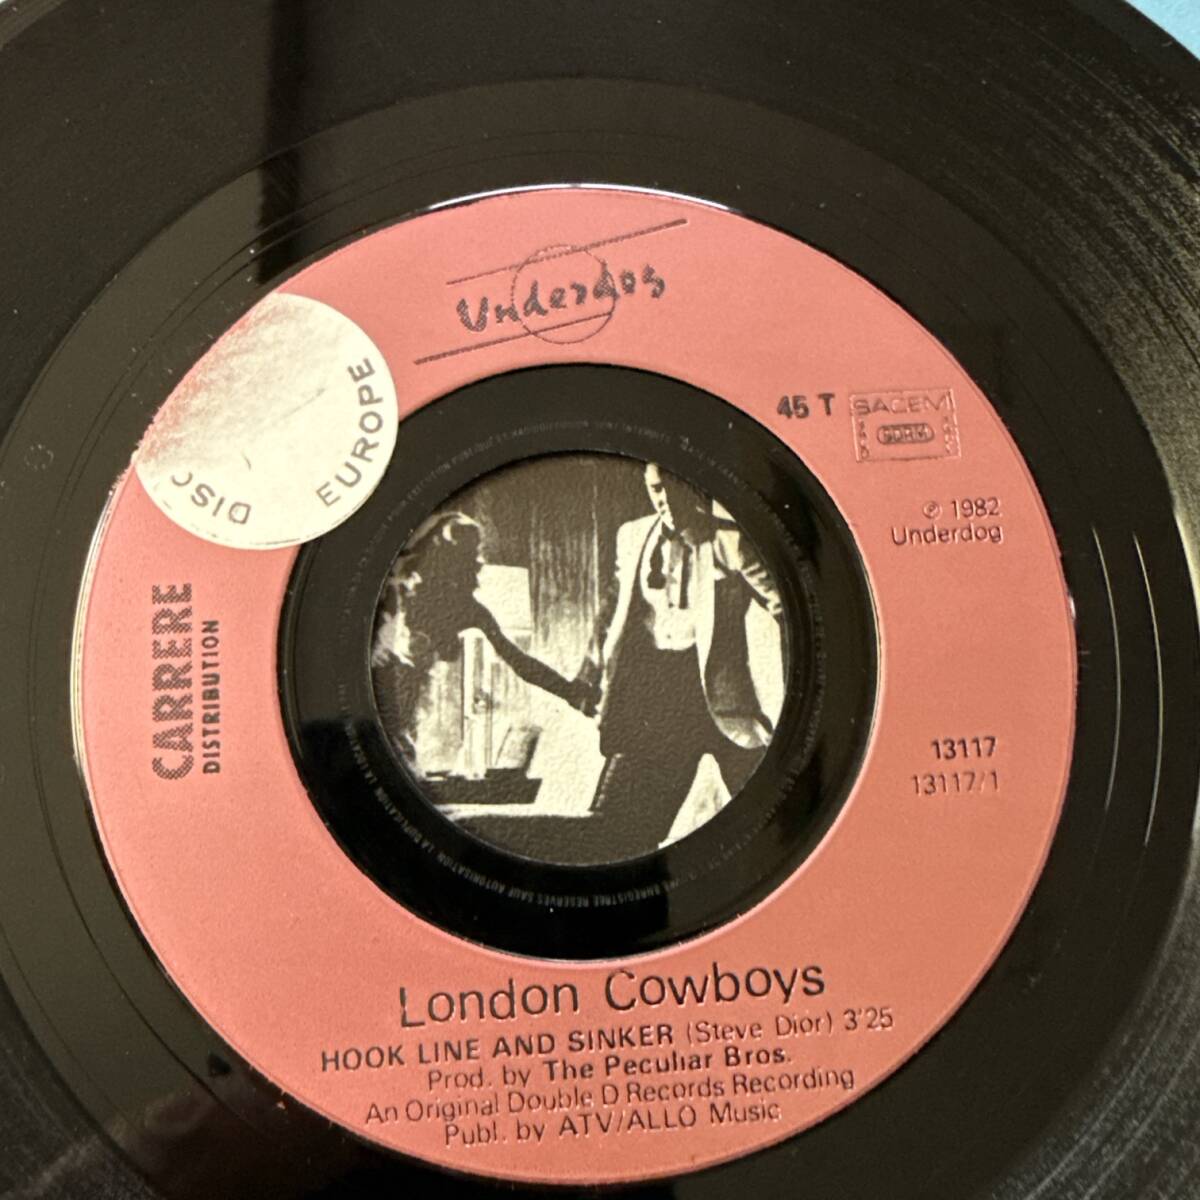 Underdog
45 T
SACEM
SDRM
℗ 1982
Underdog
DISC
EUROPE
CARRERE
DISTRIBUTION
13117
13117/1
London Cowboys
HOOK LINE AND SINKER (Steve Dior) 3'25
Prod. by The Peculiar Bros.
An Original Double D Records Recording
Publ. by ATV/ALLO Music